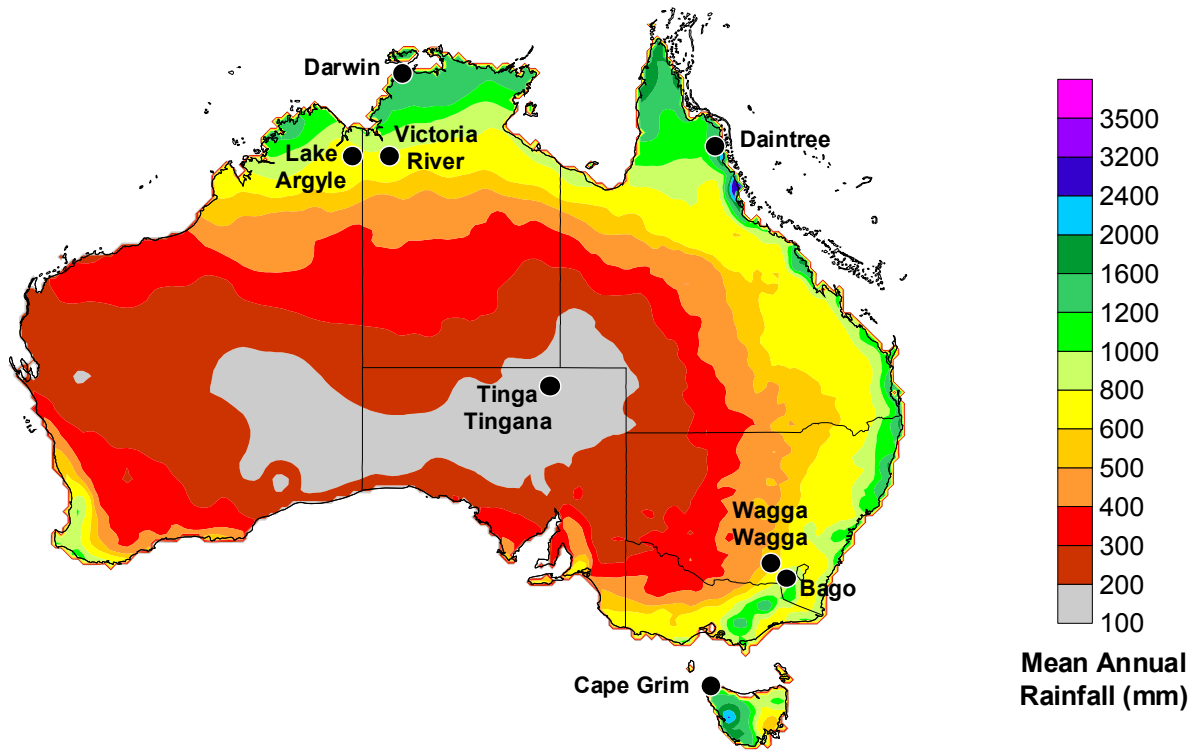 Darwin
Victoria
River
Lake
Argyle
Daintree
Tinga
Tingana
Wagga
Wagga
Bago
Cape Grim
3500
3200
2400
2000
1600
1200
1000
800
600
500
400
300
200
100
Mean Annual
Rainfall (mm)